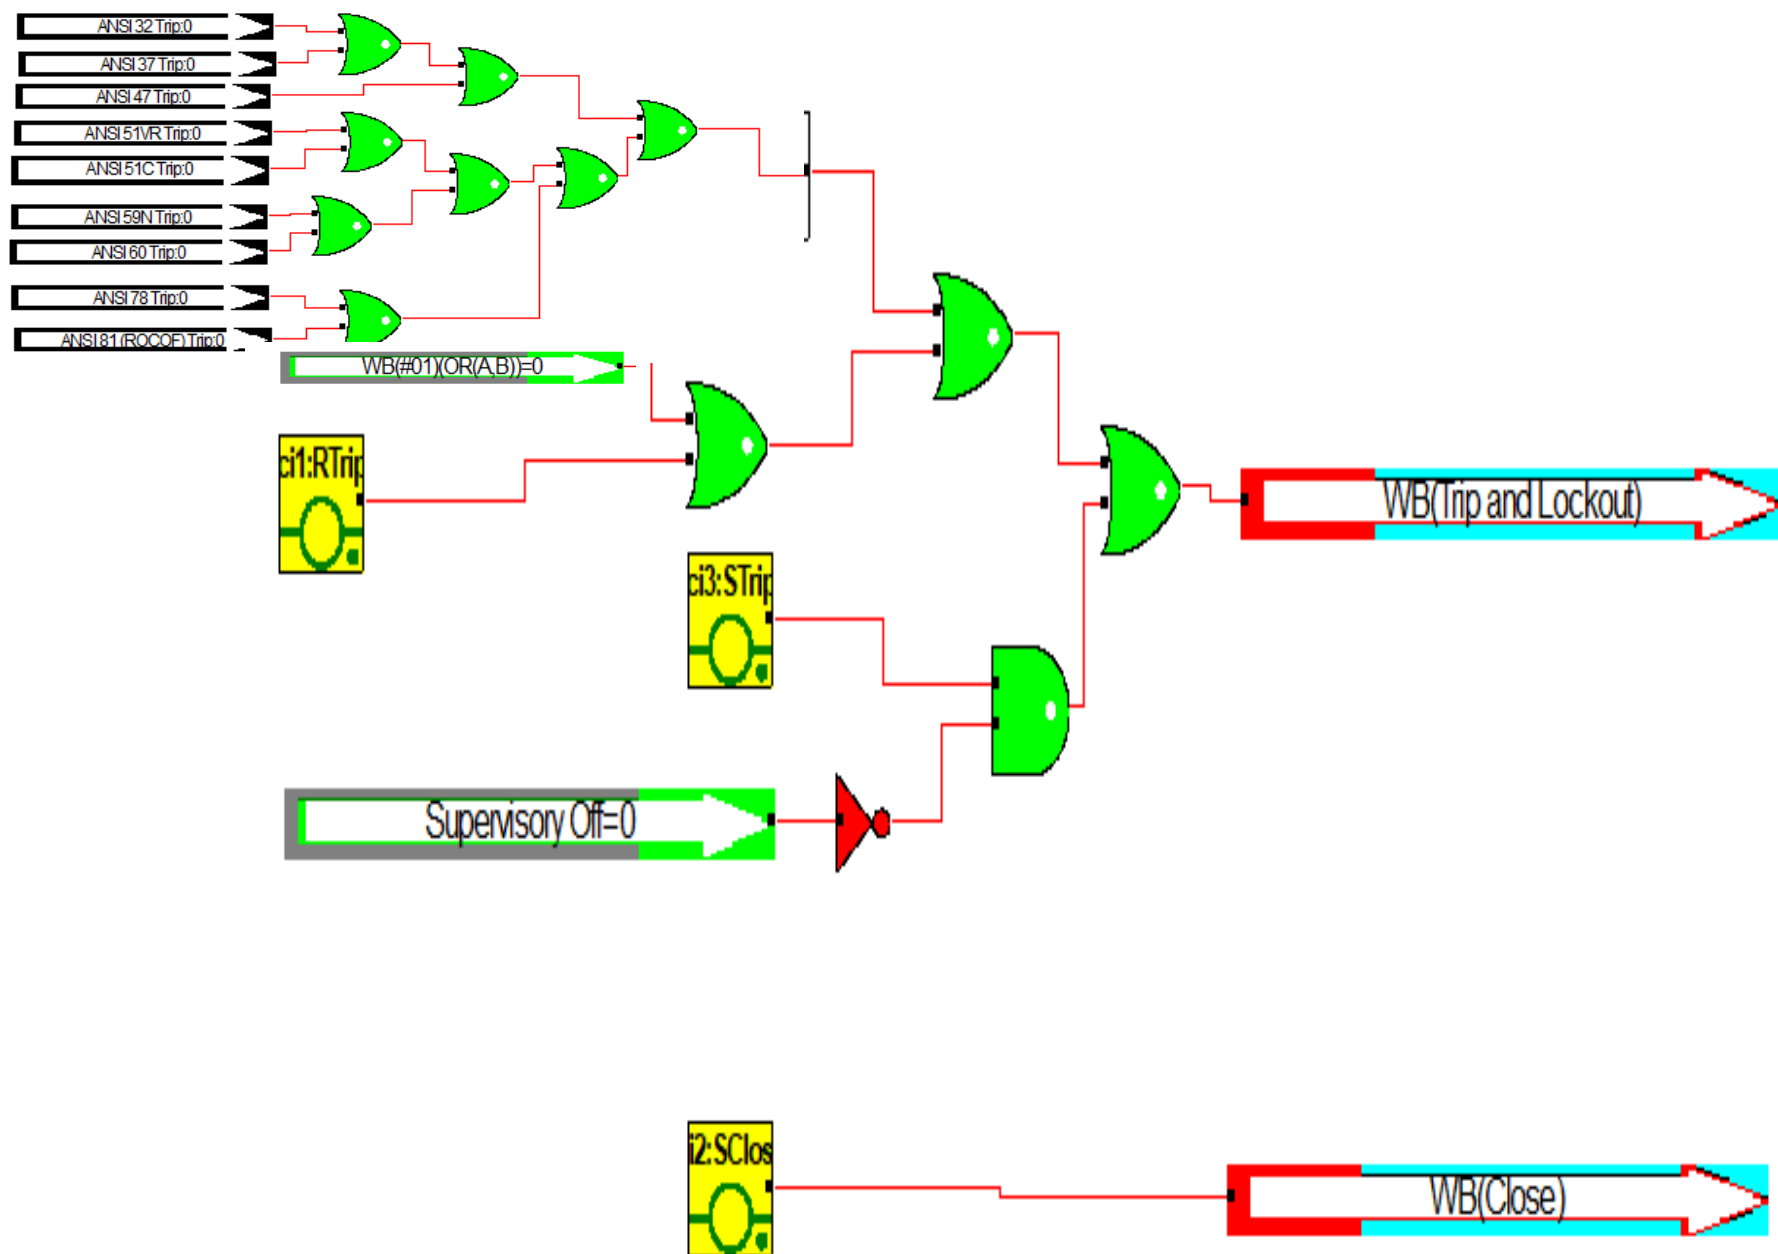 ANSI 32 Trip:0
ANSI 37 Trip:0
ANSI 47 Trip:0
ANSI 51VR Trip:0
ANSI 51C Trip:0
ANSI 59N Trip:0
ANSI 60 Trip:0
ANSI 78 Trip:0
ANSI 81 (ROCOF) Trip:0
WB(#01)(OR(A,B))=0
ci1:RTrip
WB(Trip and Lockout)
ci3:STrip
Supervisory Off=0
i2:SClos
WB(Close)